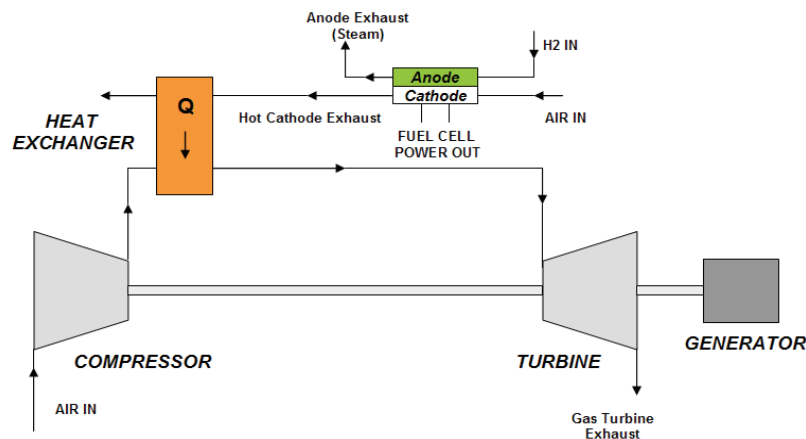 Anode Exhaust
(Steam)
H2 IN
Anode
Cathode
Q
HEAT
EXCHANGER
Hot Cathode Exhaust
AIR IN
FUEL CELL
POWER OUT
COMPRESSOR
TURBINE
GENERATOR
AIR IN
Gas Turbine
Exhaust